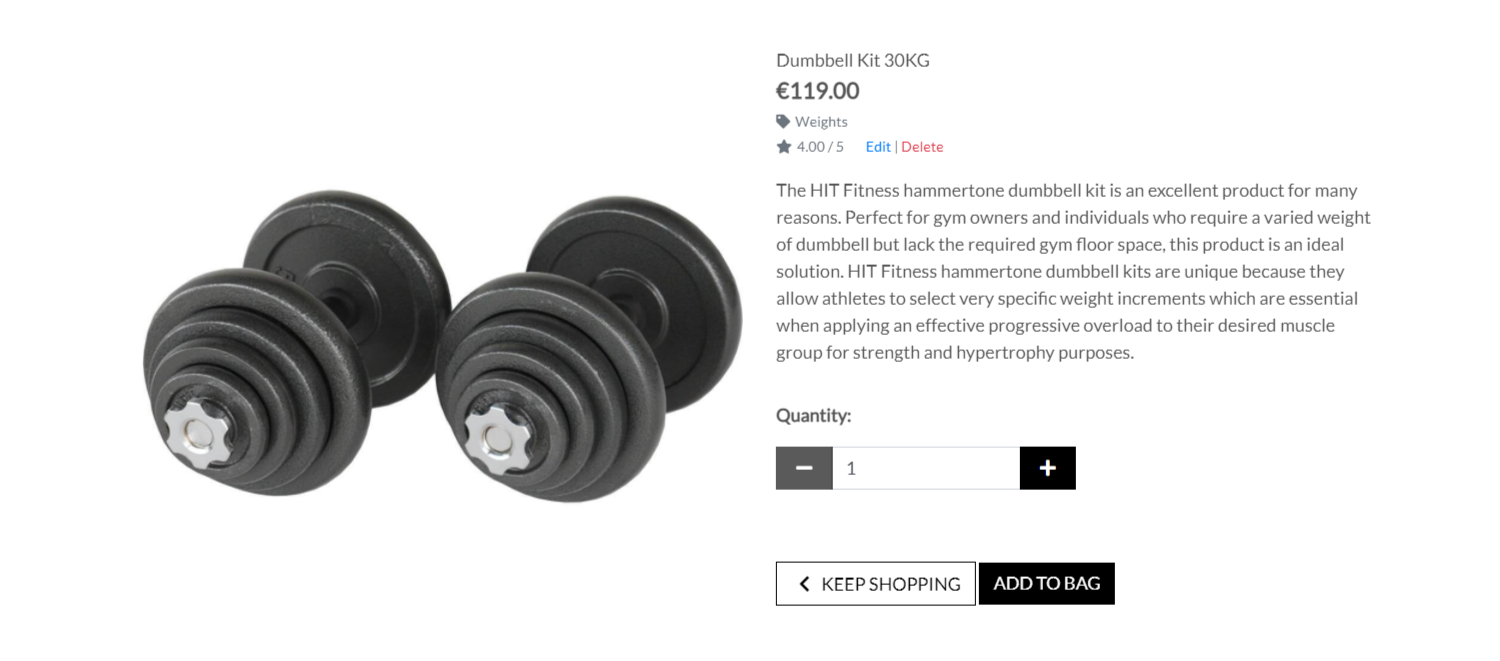 Dumbbell Kit 30KG
€119.00
Weights
4.00 / 5 Edit | Delete
The HIT Fitness hammertone dumbbell kit is an excellent product for many
reasons. Perfect for gym owners and individuals who require a varied weight
of dumbbell but lack the required gym floor space, this product is an ideal
solution. HIT Fitness hammertone dumbbell kits are unique because they
allow athletes to select very specific weight increments which are essential
when applying an effective progressive overload to their desired muscle
group for strength and hypertrophy purposes.
Quantity:
1
KEEP SHOPPING ADD TO BAG